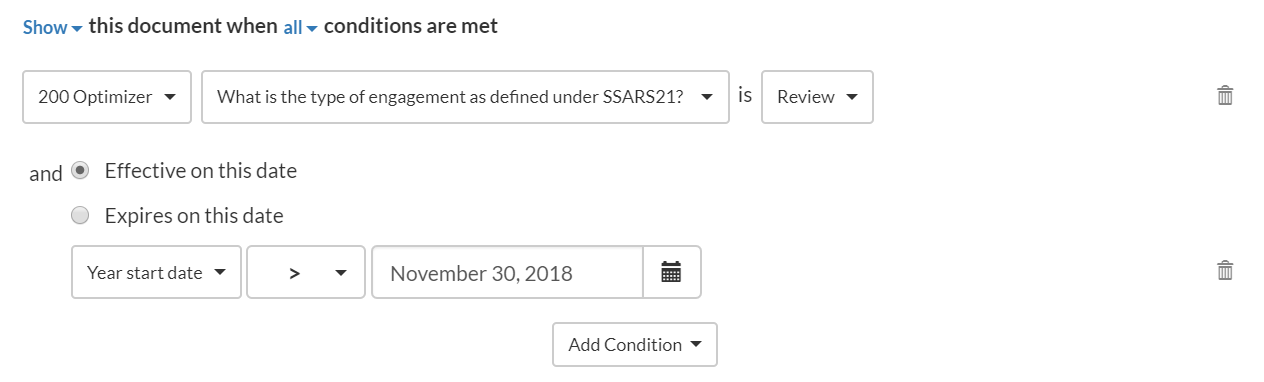 Show this document when all conditions are met
200 Optimizer What is the type of engagement as defined under SSARS21? is Review
and Effective on this date
Expires on this date
Year start date > November 30, 2018
Add Condition